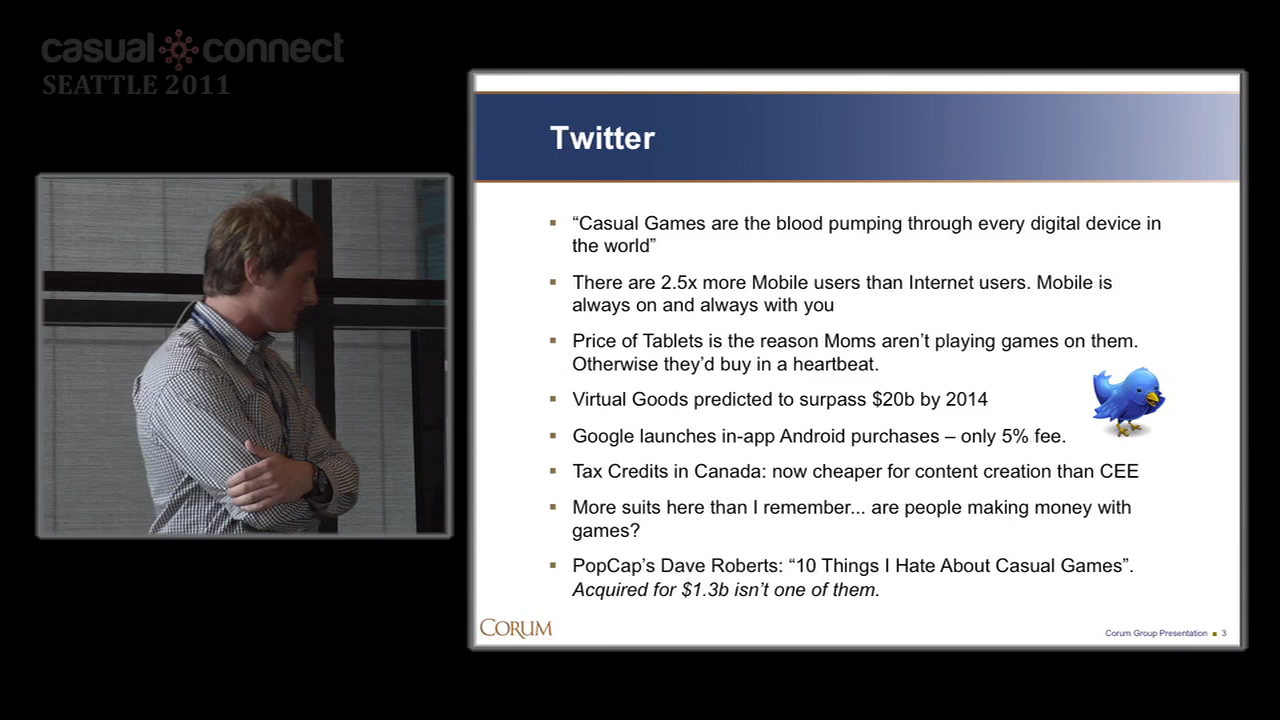 casual connect
SEATTLE 2011
Twitter
“Casual Games are the blood pumping through every digital device in
the world”
There are 2.5x more Mobile users than Internet users. Mobile is
always on and always with you
Price of Tablets is the reason Moms aren’t playing games on them.
Otherwise they’d buy in a heartbeat.
Virtual Goods predicted to surpass $20b by 2014
Google launches in-app Android purchases – only 5% fee.
Tax Credits in Canada: now cheaper for content creation than CEE
More suits here than I remember... are people making money with
games?
PopCap’s Dave Roberts: “10 Things I Hate About Casual Games”.
Acquired for $1.3b isn’t one of them.
CORUM
Corum Group Presentation ■ 3